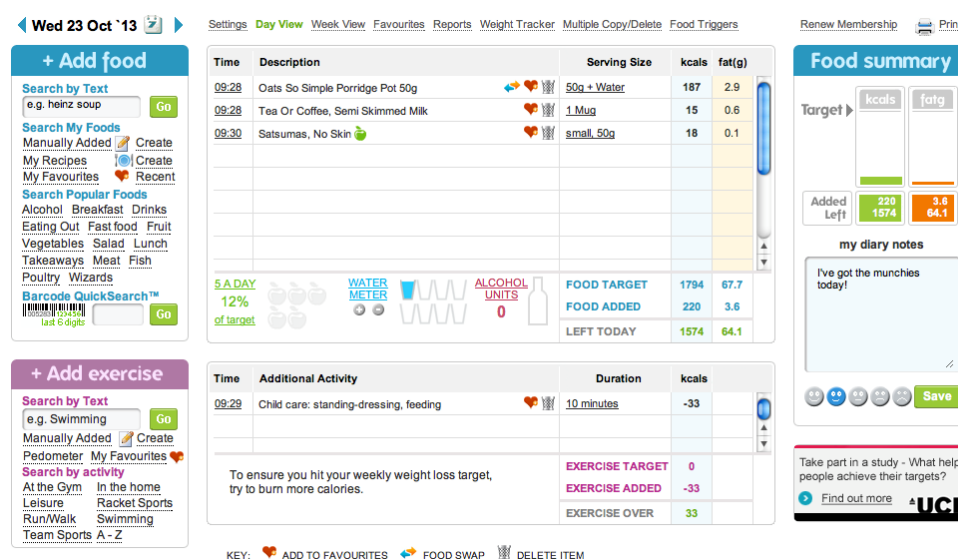 Wed 23 Oct `13
Settings Day View Week View Favourites Reports Weight Tracker Multiple Copy/Delete Food Triggers
Renew Membership
+ Add food
Search by Text
e.g. heinz soup Go
Search My Foods
Manually Added Create
My Recipes Create
My Favourites Recent
Search Popular Foods
Alcohol Breakfast Drinks
Eating Out Fast food Fruit
Vegetables Salad Lunch
Takeaways Meat Fish
Poultry Wizards
Barcode QuickSearch™
005263 123456
last 6 digits Go
+ Add exercise
Search by Text
e.g. Swimming Go
Manually Added Create
Pedometer My Favourites
Search by activity
At the Gym In the home
Leisure Racket Sports
Run/Walk Swimming
Team Sports A - Z
Time Description Serving Size kcals fat(g)
09:28 Oats So Simple Porridge Pot 50g 50g + Water 187 2.9
09:28 Tea Or Coffee, Semi Skimmed Milk 1 Mug 15 0.6
09:30 Satsumas, No Skin small, 50g 18 0.1
5 A DAY
12%
of target
WATER
METER
ALCOHOL
UNITS
0
FOOD TARGET 1794 67.7
FOOD ADDED 220 3.6
LEFT TODAY 1574 64.1
Time Additional Activity Duration kcals
09:29 Child care: standing-dressing, feeding 10 minutes -33
To ensure you hit your weekly weight loss target,
try to burn more calories.
EXERCISE TARGET 0
EXERCISE ADDED -33
EXERCISE OVER 33
KEY: ADD TO FAVOURITES FOOD SWAP DELETE ITEM
Food summary
kcals fatg
Target
Added 220 3.6
Left 1574 64.1
my diary notes
I've got the munchies
today!
Save
Take part in a study - What help
people achieve their targets?
Find out more